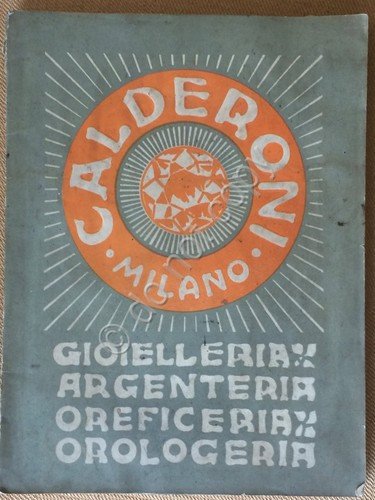 CALDERONI
· MILANO ·
GIOIELLERIA
ARGENTERIA
OREFICERIA
OROLOGERIA